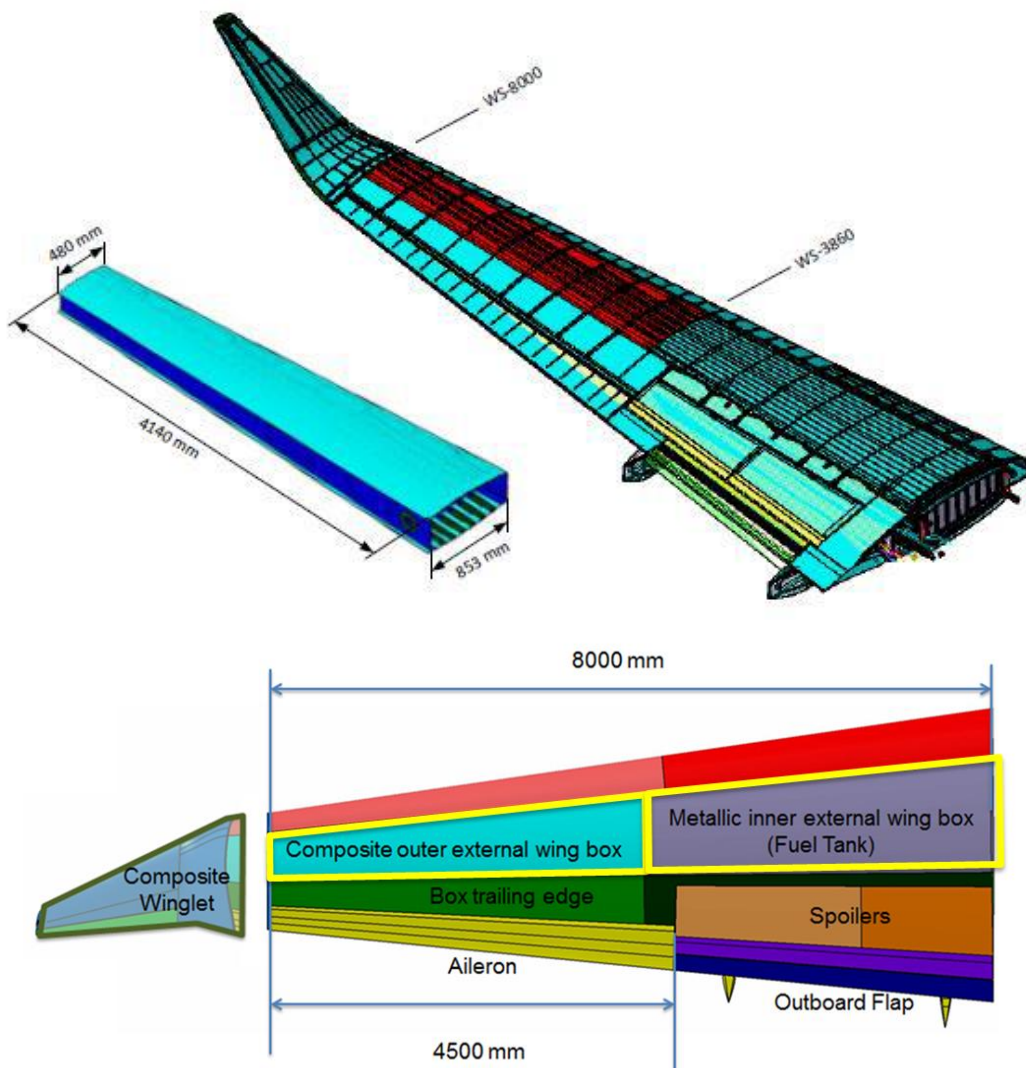 WS-8000
WS-3860
480 mm
4140 mm
853 mm
8000 mm
Metallic inner external wing box
(Fuel Tank)
Composite outer external wing box
Composite
Winglet
Box trailing edge
Spoilers
Aileron
Outboard Flap
4500 mm